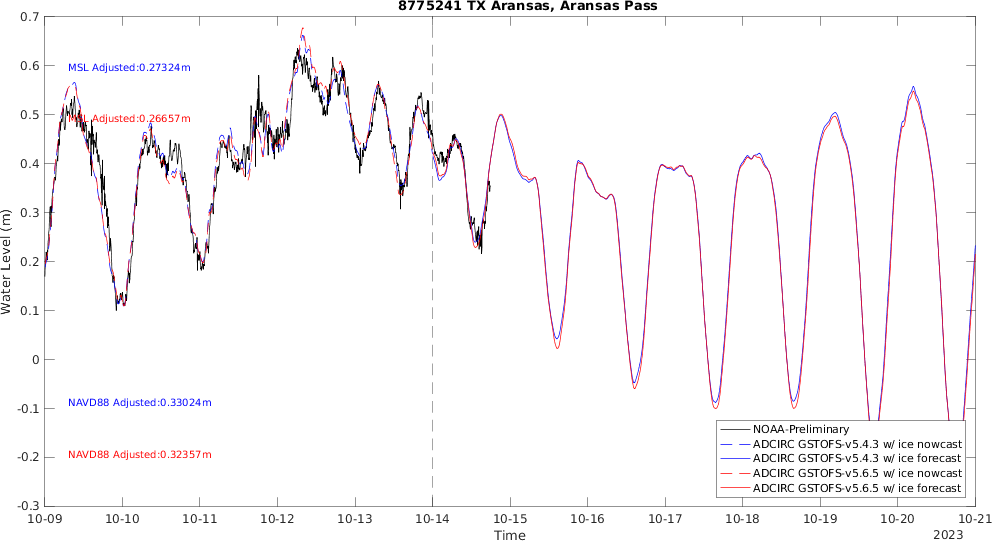 8775241 TX Aransas, Aransas Pass
0.7
0.6
0.5
0.4
0.3
0.2
0.1
0
-0.1
-0.2
-0.3
Water Level (m)
MSL Adjusted:0.27324m
MSL Adjusted:0.26657m
NAVD88 Adjusted:0.33024m
NAVD88 Adjusted:0.32357m
NOAA-Preliminary
ADCIRC GSTOFS-v5.4.3 w/ ice nowcast
ADCIRC GSTOFS-v5.4.3 w/ ice forecast
ADCIRC GSTOFS-v5.6.5 w/ ice nowcast
ADCIRC GSTOFS-v5.6.5 w/ ice forecast
10-09 10-10 10-11 10-12 10-13 10-14 10-15 10-16 10-17 10-18 10-19 10-20 10-21
Time
2023